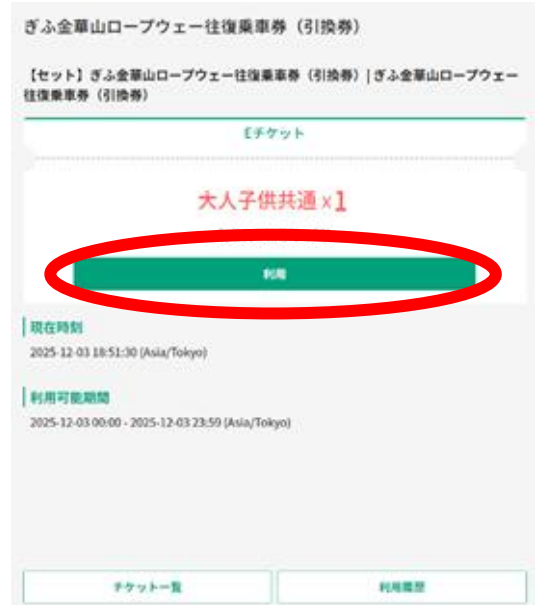 ぎふ金華山ロープウェー往復乗車券（引換券）
【セット】ぎふ金華山ロープウェー往復乗車券（引換券）| ぎふ金華山ロープウェー
往復乗車券（引換券）
Eチケット
大人子供共通 x1
利用
現在時刻
2025-12-03 18:51:30 (Asia/Tokyo)
利用可能期間
2025-12-03 00:00 - 2025-12-03 23:59 (Asia/Tokyo)
チケット一覧
利用履歴